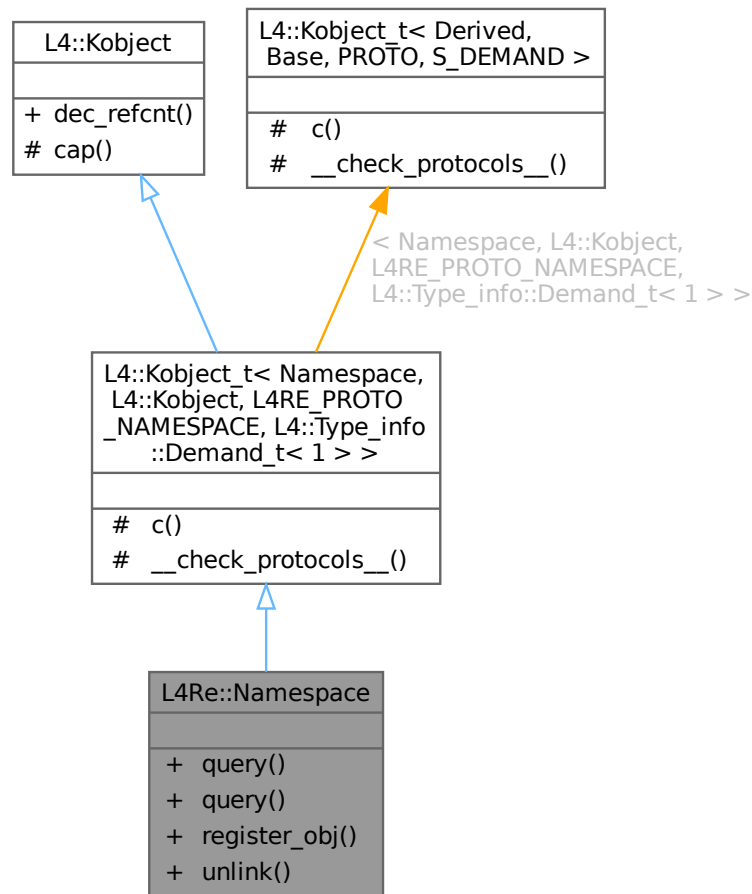 L4::Kobject
+ dec_refcnt()
# cap()
L4::Kobject_t< Derived,
Base, PROTO, S_DEMAND >
# c()
# __check_protocols__()
< Namespace, L4::Kobject,
L4RE_PROTO_NAMESPACE,
L4::Type_info::Demand_t< 1 > >
L4::Kobject_t< Namespace,
L4::Kobject, L4RE_PROTO
_NAMESPACE, L4::Type_info
::Demand_t< 1 > >
# c()
# __check_protocols__()
L4Re::Namespace
+ query()
+ query()
+ register_obj()
+ unlink()